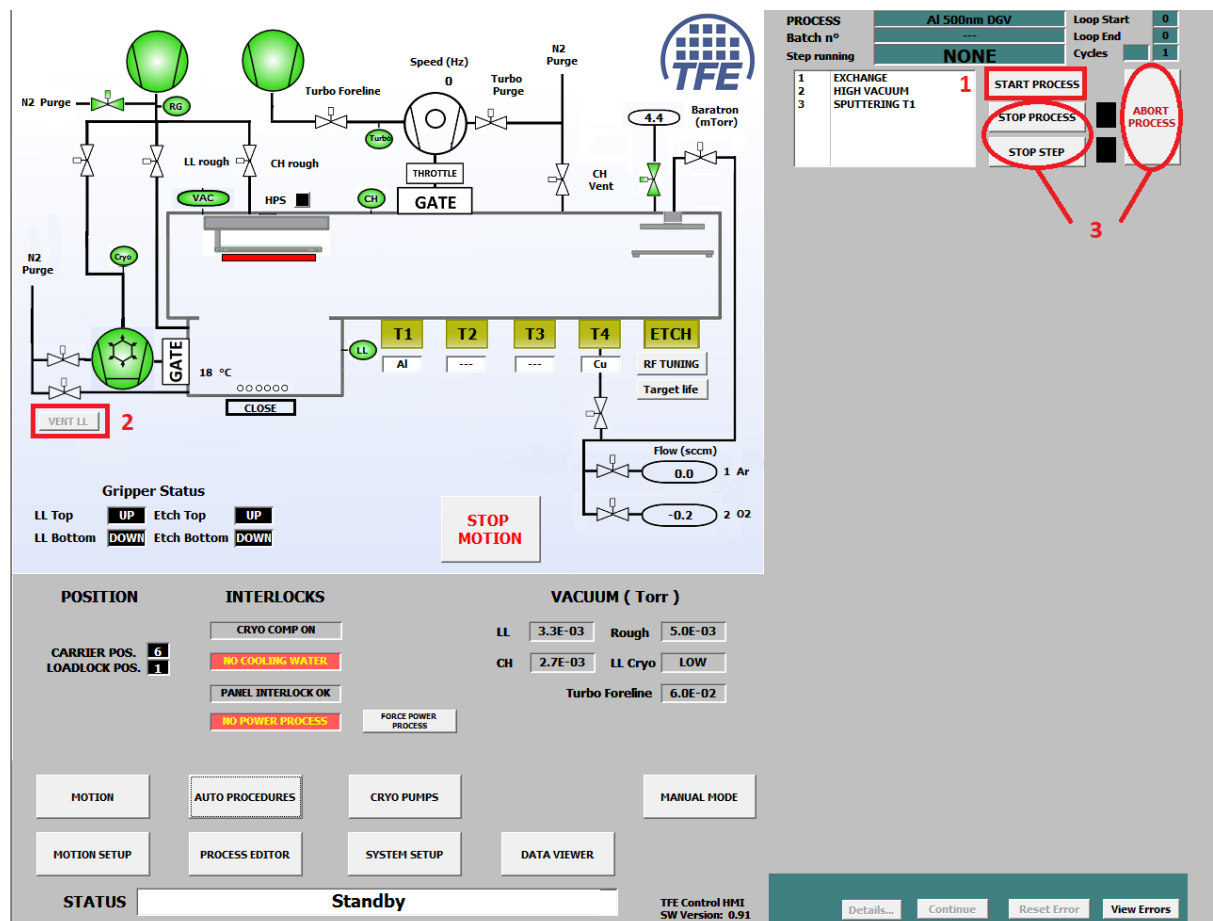 N2 Purge
RG
Turbo Foreline
Speed (Hz)
0
Turbo Purge
N2 Purge
TFE
4.4
Baratron (mTorr)
Turbo
LL rough
CH rough
THROTTLE
GATE
CH Vent
VAC
HPS
CH
Cryo
N2 Purge
GATE
18 °C
CLOSE
LL
T1
T2
T3
T4
ETCH
Al
---
---
Cu
RF TUNING
Target life
VENT LL
2
Flow (sccm)
0.0
1 Ar
-0.2
2 O2
Gripper Status
LL Top
UP
Etch Top
UP
LL Bottom
DOWN
Etch Bottom
DOWN
STOP
MOTION
PROCESS
Al 500nm DGV
Loop Start
0
Batch nº
---
Loop End
0
Step running
NONE
Cycles
1
1 EXCHANGE
2 HIGH VACUUM
3 SPUTTERING T1
1
START PROCESS
STOP PROCESS
STOP STEP
ABORT
PROCESS
3
POSITION
CARRIER POS.
6
LOADLOCK POS.
1
INTERLOCKS
CRYO COMP ON
NO COOLING WATER
PANEL INTERLOCK OK
NO POWER PROCESS
FORCE POWER
PROCESS
VACUUM ( Torr )
LL
3.3E-03
Rough
5.0E-03
CH
2.7E-03
LL Cryo
LOW
Turbo Foreline
6.0E-02
MOTION
AUTO PROCEDURES
CRYO PUMPS
MANUAL MODE
MOTION SETUP
PROCESS EDITOR
SYSTEM SETUP
DATA VIEWER
STATUS
Standby
TFE Control HMI
SW Version: 0.91
Details...
Continue
Reset Error
View Errors